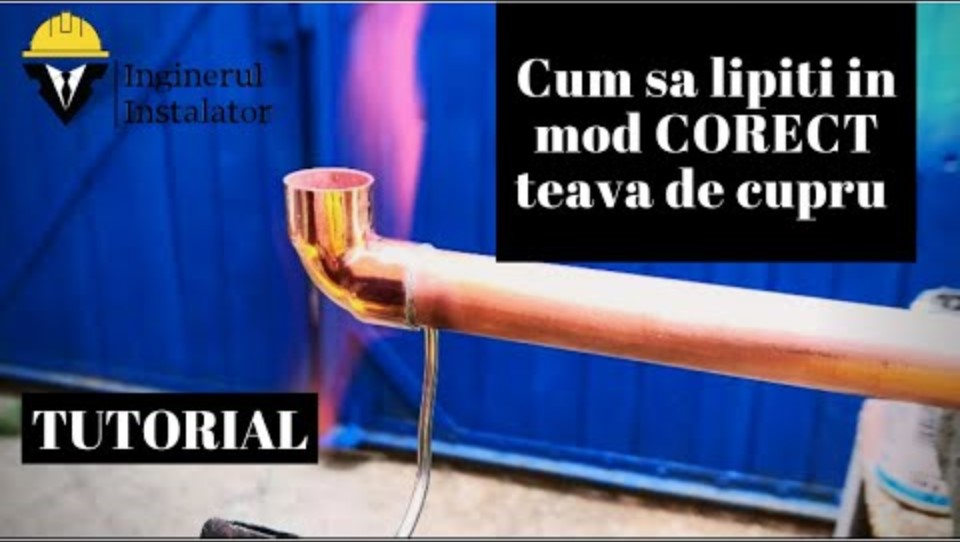 Inginerul
Instalator
Cum sa lipiti in
mod CORECT
teava de cupru
TUTORIAL